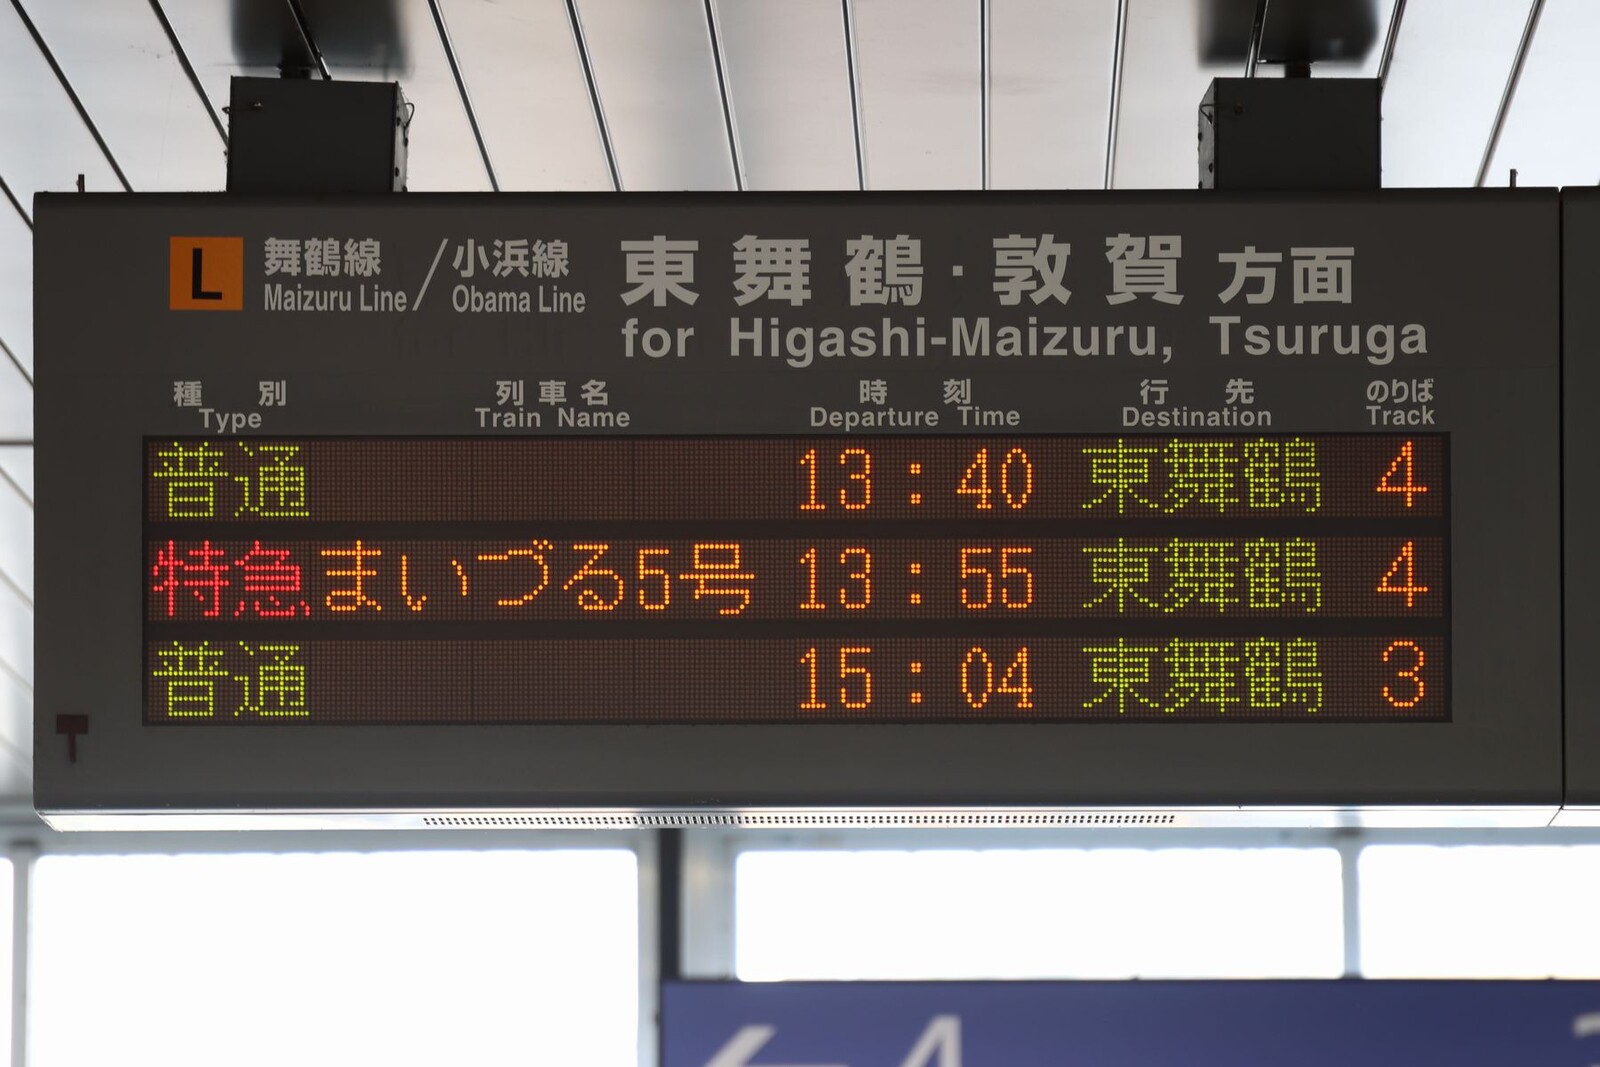 L 舞鶴線 / 小浜線 東舞鶴・敦賀方面
Maizuru Line / Obama Line for Higashi-Maizuru, Tsuruga
種別 列車名 時刻 行先 のりば
Type Train Name Departure Time Destination Track
普通 13:40 東舞鶴 4
特急 まいづる5号 13:55 東舞鶴 4
普通 15:04 東舞鶴 3
← 4